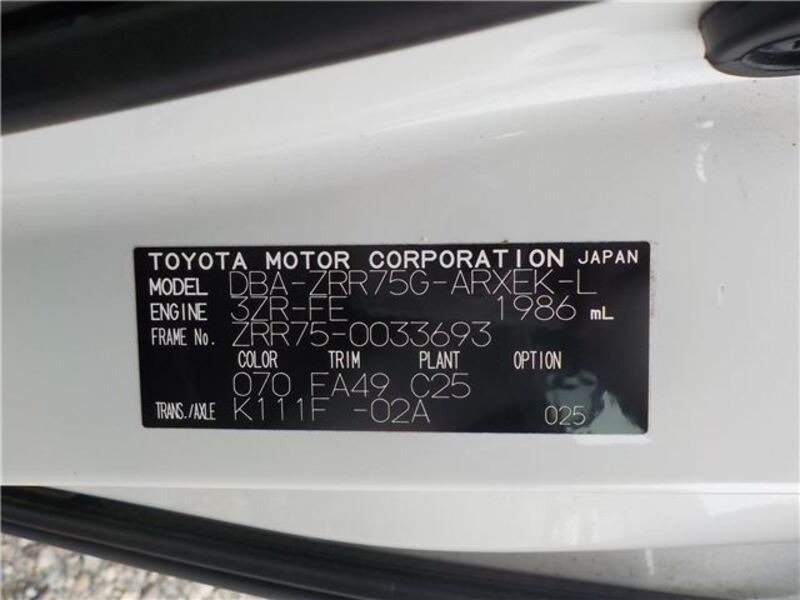 TOYOTA MOTOR CORPORATION JAPAN
MODEL DBA-ZRR75G-ARXEK-L
ENGINE 3ZR-FE 1986 mL
FRAME No. ZRR75-0033693
COLOR TRIM PLANT OPTION
070 FA49 C25
TRANS./AXLE K111F -02A 025